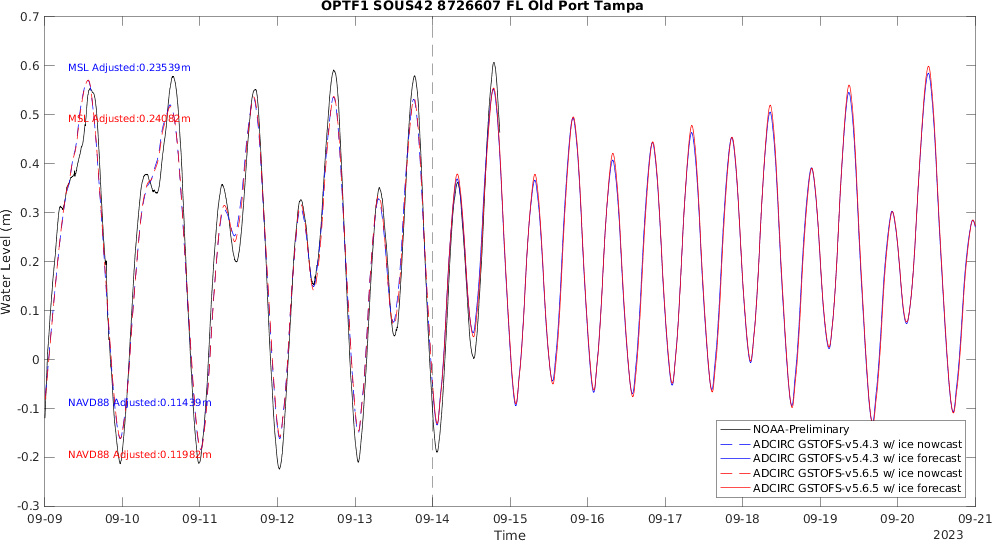 OPTF1 SOUS42 8726607 FL Old Port Tampa
0.7
0.6
0.5
0.4
0.3
0.2
0.1
0
-0.1
-0.2
-0.3
Water Level (m)
MSL Adjusted:0.23539m
MSL Adjusted:0.24082m
NAVD88 Adjusted:0.11439m
NAVD88 Adjusted:0.11982m
NOAA-Preliminary
ADCIRC GSTOFS-v5.4.3 w/ ice nowcast
ADCIRC GSTOFS-v5.4.3 w/ ice forecast
ADCIRC GSTOFS-v5.6.5 w/ ice nowcast
ADCIRC GSTOFS-v5.6.5 w/ ice forecast
09-09 09-10 09-11 09-12 09-13 09-14 09-15 09-16 09-17 09-18 09-19 09-20 09-21
Time
2023